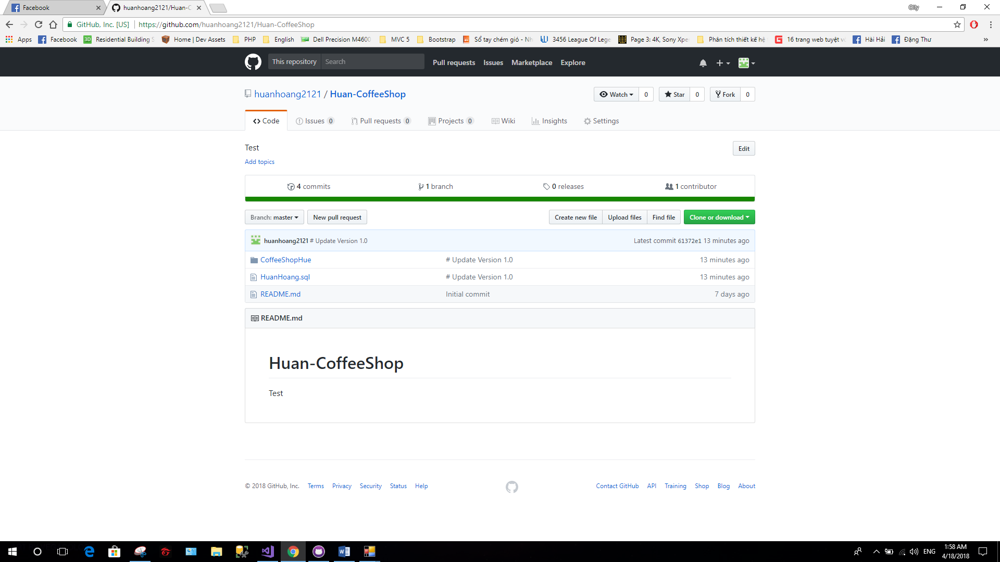 Facebook
huanhoang2121/Huan-C
Olly
GitHub, Inc. [US] https://github.com/huanhoang2121/Huan-CoffeeShop
Apps Facebook Residential Building S Home | Dev Assets PHP English Dell Precision M4600 MVC 5 Bootstrap Sổ tay chém gió - Nh 3456 League Of Lege Page 3: 4K, Sony Xpe Phân tích thiết kế hệ 16 trang web tuyệt vờ Hài Hải Đặng Thư »
This repository Search Pull requests Issues Marketplace Explore
huanhoang2121 / Huan-CoffeeShop
Watch 0 Star 0 Fork 0
Code Issues 0 Pull requests 0 Projects 0 Wiki Insights Settings
Test
Edit
Add topics
4 commits 1 branch 0 releases 1 contributor
Branch: master New pull request Create new file Upload files Find file Clone or download
huanhoang2121 # Update Version 1.0 Latest commit 61372e1 13 minutes ago
CoffeeShopHue # Update Version 1.0 13 minutes ago
HuanHoang.sql # Update Version 1.0 13 minutes ago
README.md Initial commit 7 days ago
README.md
Huan-CoffeeShop
Test
© 2018 GitHub, Inc. Terms Privacy Security Status Help Contact GitHub API Training Shop Blog About
ENG
1:58 AM
4/18/2018